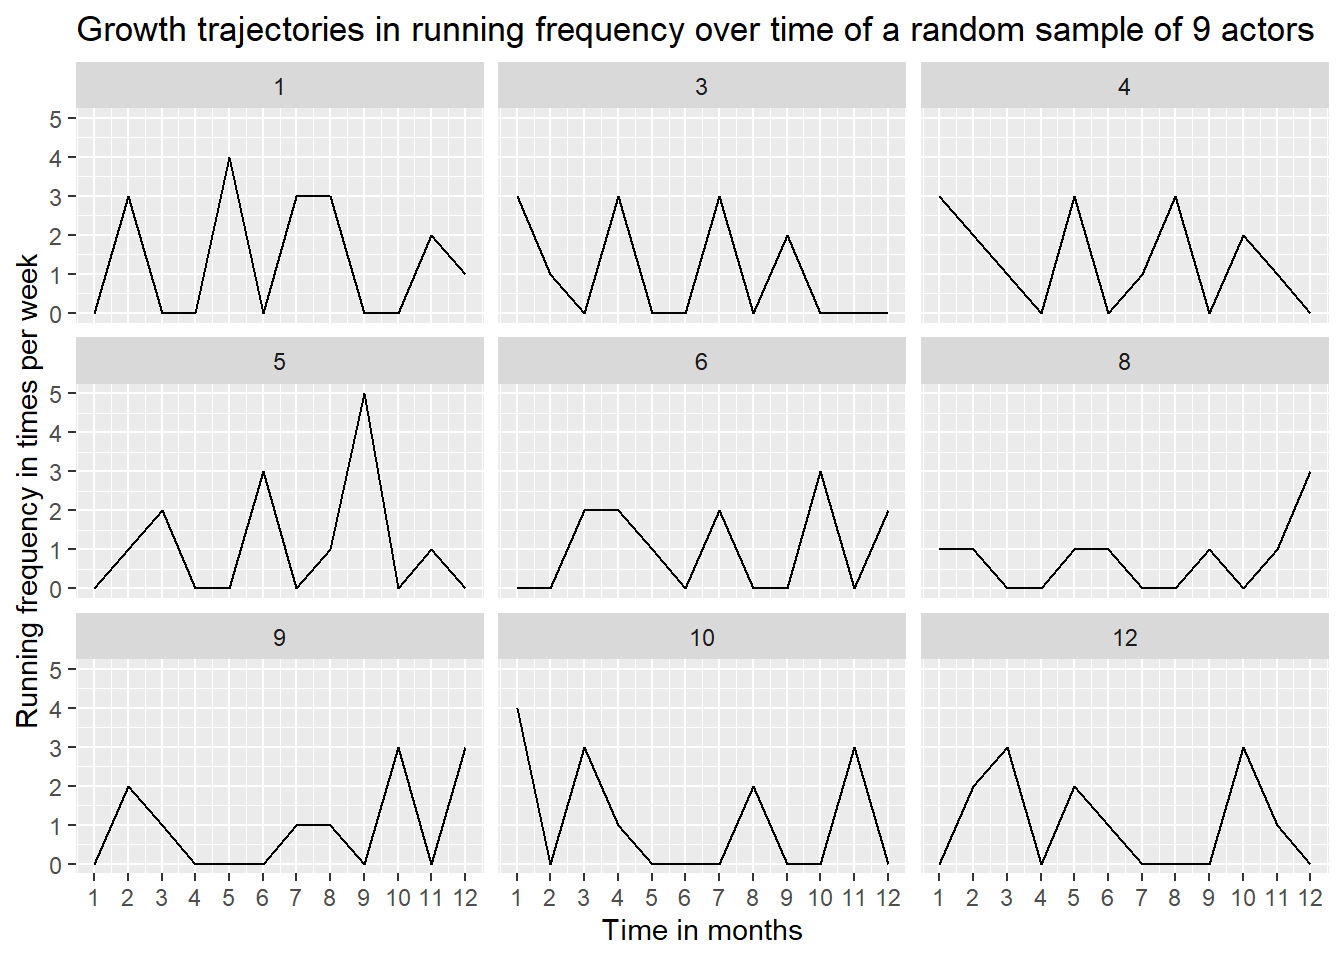 Growth trajectories in running frequency over time of a random sample of 9 actors
1 3 4
5
4
3
2
1
0
5 6 8
5
4
3
2
1
0
9 10 12
5
4
3
2
1
0
Running frequency in times per week
1 2 3 4 5 6 7 8 9 10 11 12 1 2 3 4 5 6 7 8 9 10 11 12 1 2 3 4 5 6 7 8 9 10 11 12
Time in months